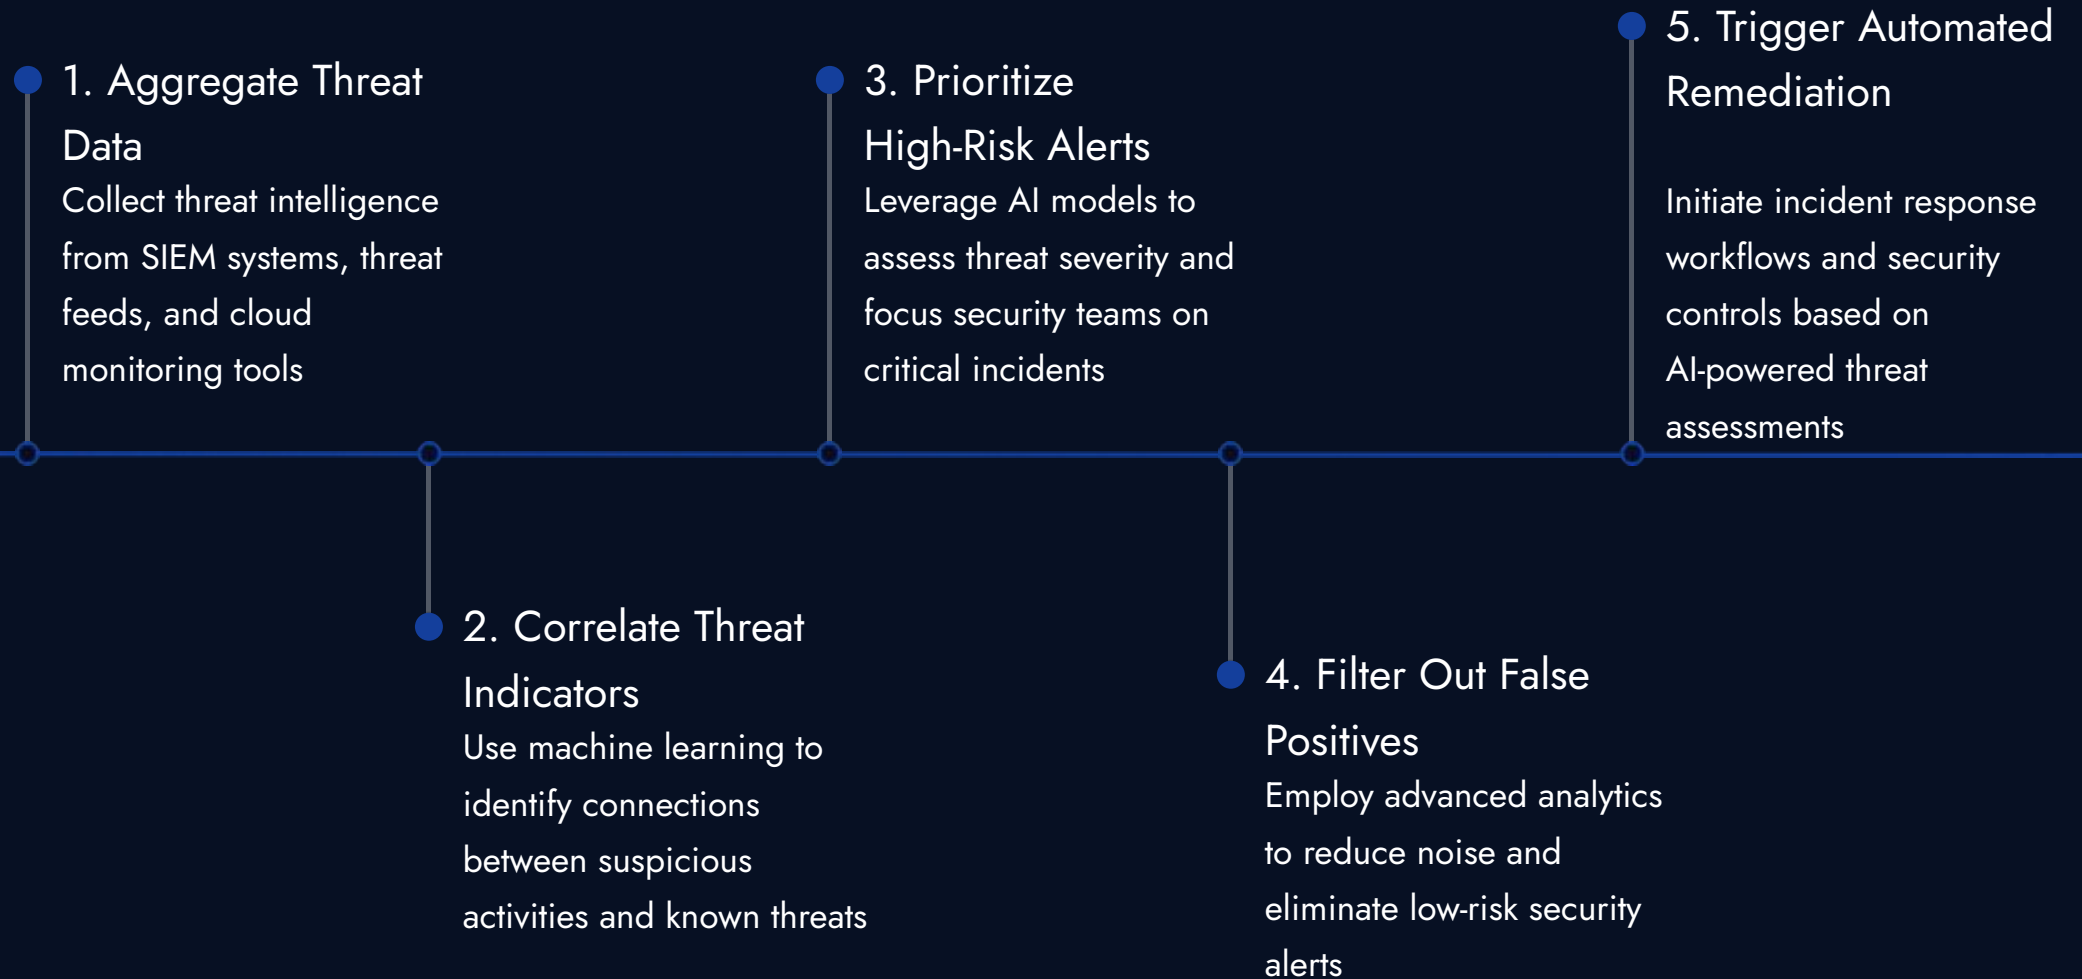 1. Aggregate Threat
Data
Collect threat intelligence
from SIEM systems, threat
feeds, and cloud
monitoring tools
2. Correlate Threat
Indicators
Use machine learning to
identify connections
between suspicious
activities and known threats
3. Prioritize
High-Risk Alerts
Leverage AI models to
assess threat severity and
focus security teams on
critical incidents
4. Filter Out False
Positives
Employ advanced analytics
to reduce noise and
eliminate low-risk security
alerts
5. Trigger Automated
Remediation
Initiate incident response
workflows and security
controls based on
AI-powered threat
assessments